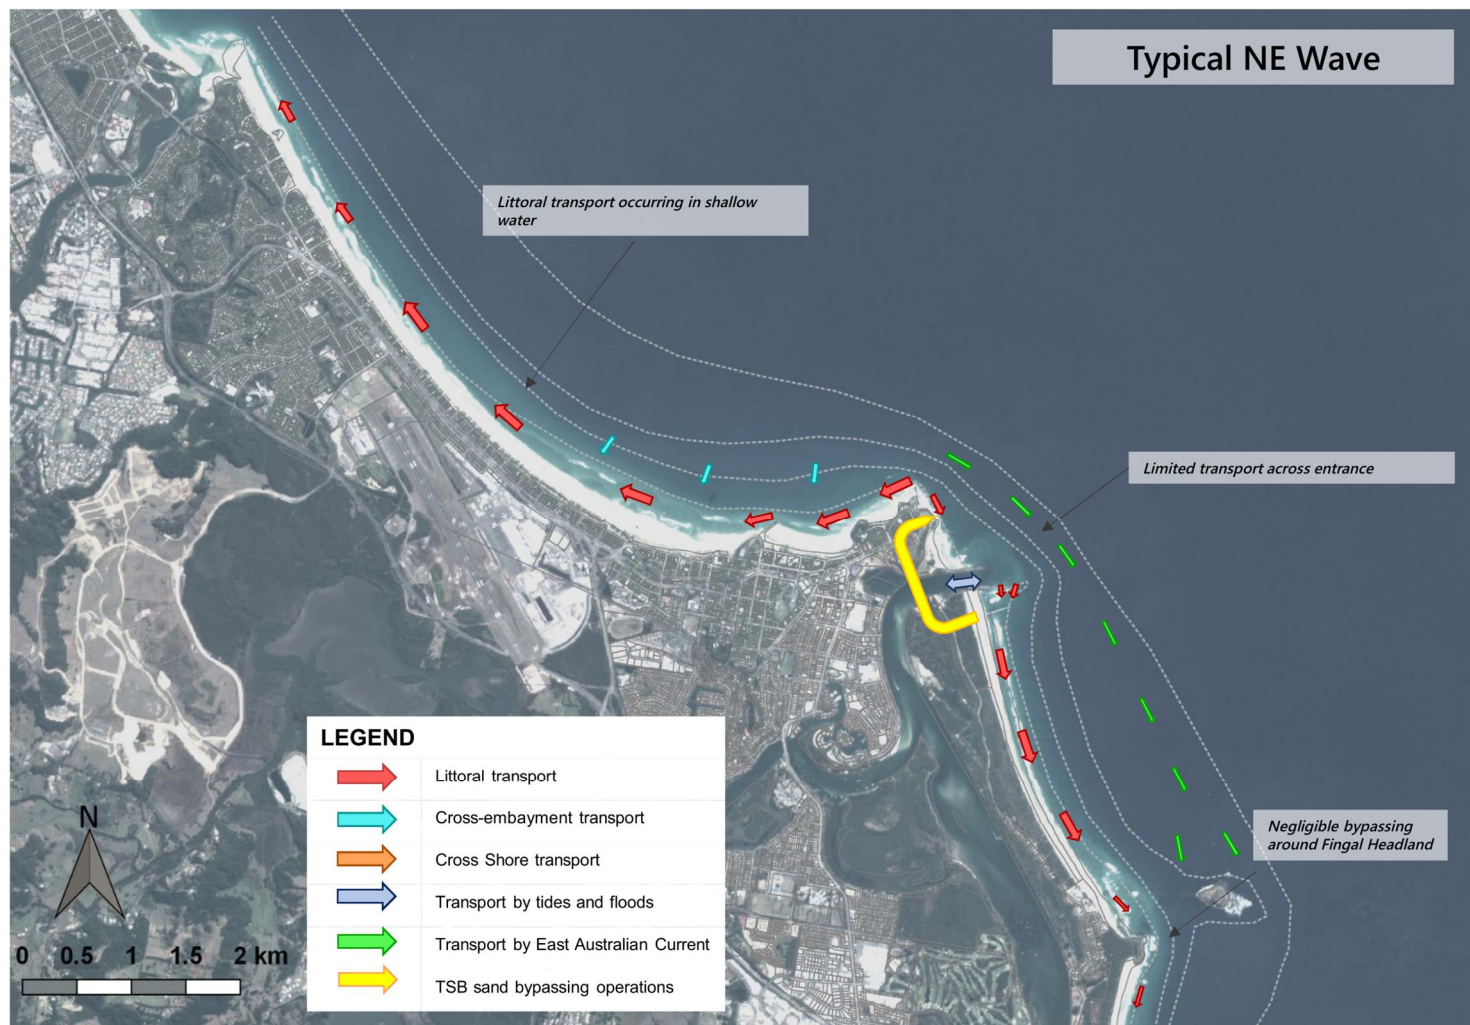 Typical NE Wave
Littoral transport occurring in shallow
water
Limited transport across entrance
Negligible bypassing
around Fingal Headland
LEGEND
Littoral transport
Cross-embayment transport
Cross Shore transport
Transport by tides and floods
Transport by East Australian Current
TSB sand bypassing operations
N
0 0.5 1 1.5 2 km